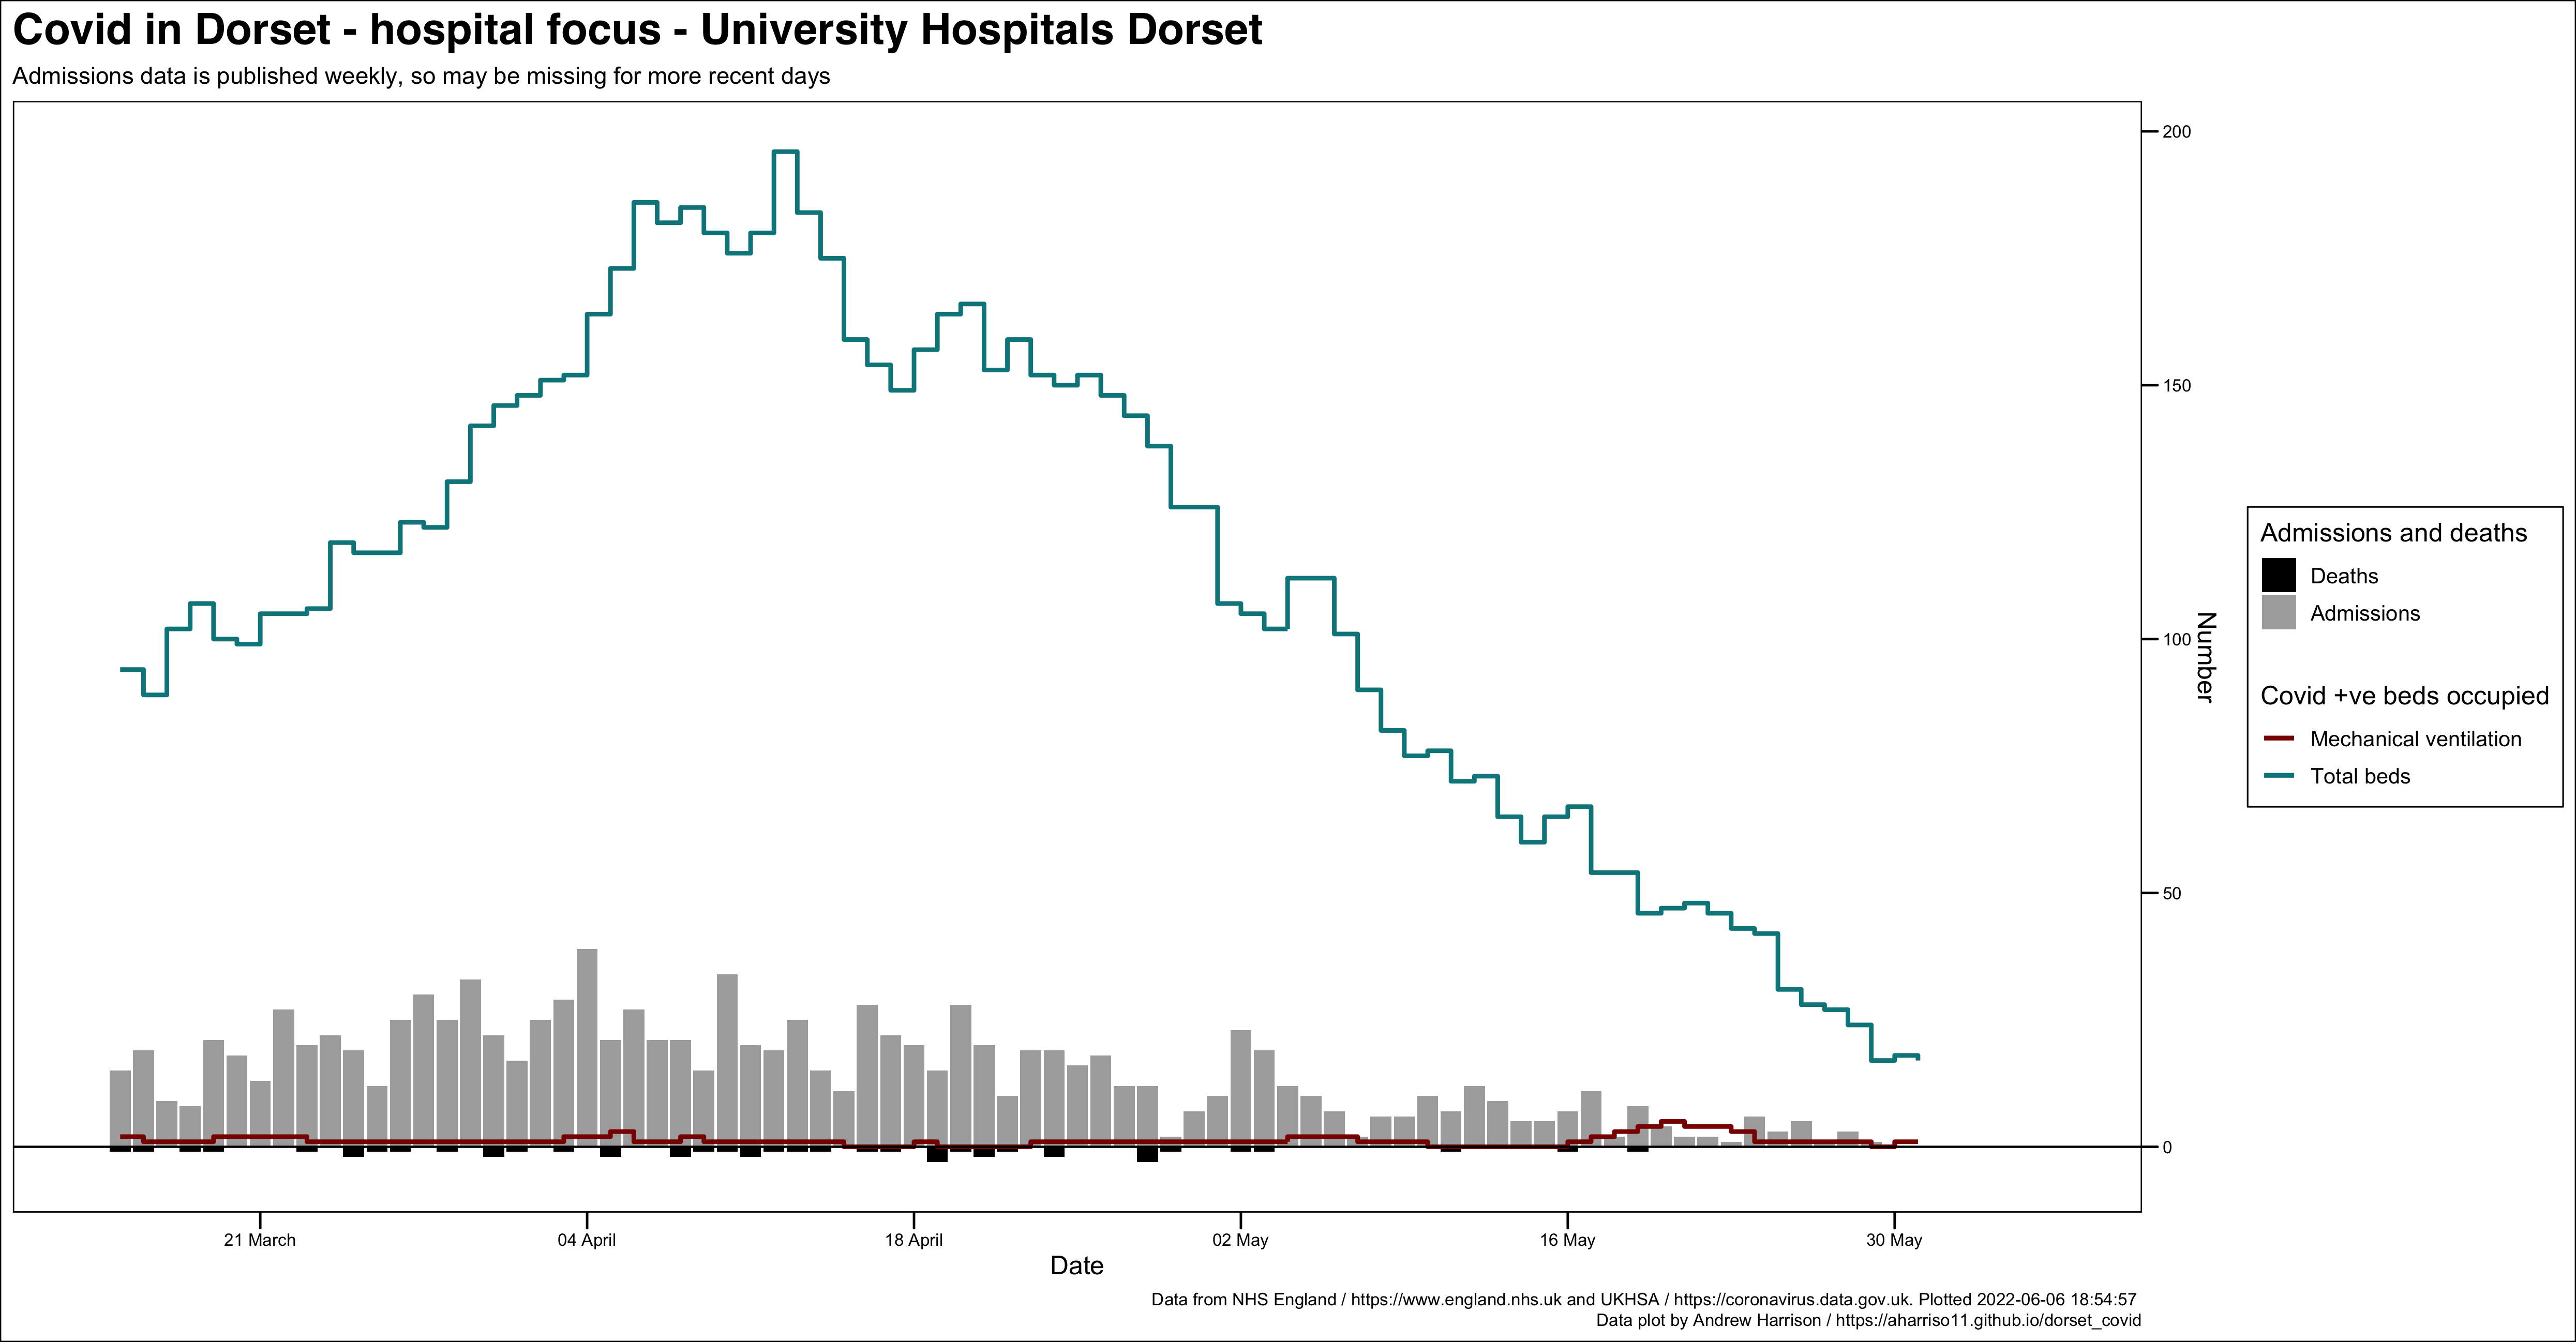 Covid in Dorset - hospital focus - University Hospitals Dorset
Admissions data is published weekly, so may be missing for more recent days
200
150
100
50
0
Number
Admissions and deaths
Deaths
Admissions
Covid +ve beds occupied
Mechanical ventilation
Total beds
21 March
04 April
18 April
02 May
16 May
30 May
Date
Data from NHS England / https://www.england.nhs.uk and UKHSA / https://coronavirus.data.gov.uk. Plotted 2022-06-06 18:54:57
Data plot by Andrew Harrison / https://aharriso11.github.io/dorset_covid